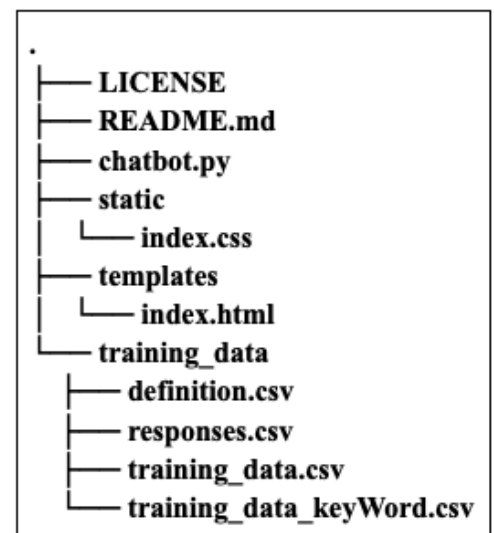 .
├── LICENSE
├── README.md
├── chatbot.py
├── static
│   └── index.css
├── templates
│   └── index.html
└── training_data
    ├── definition.csv
    ├── responses.csv
    ├── training_data.csv
    └── training_data_keyWord.csv